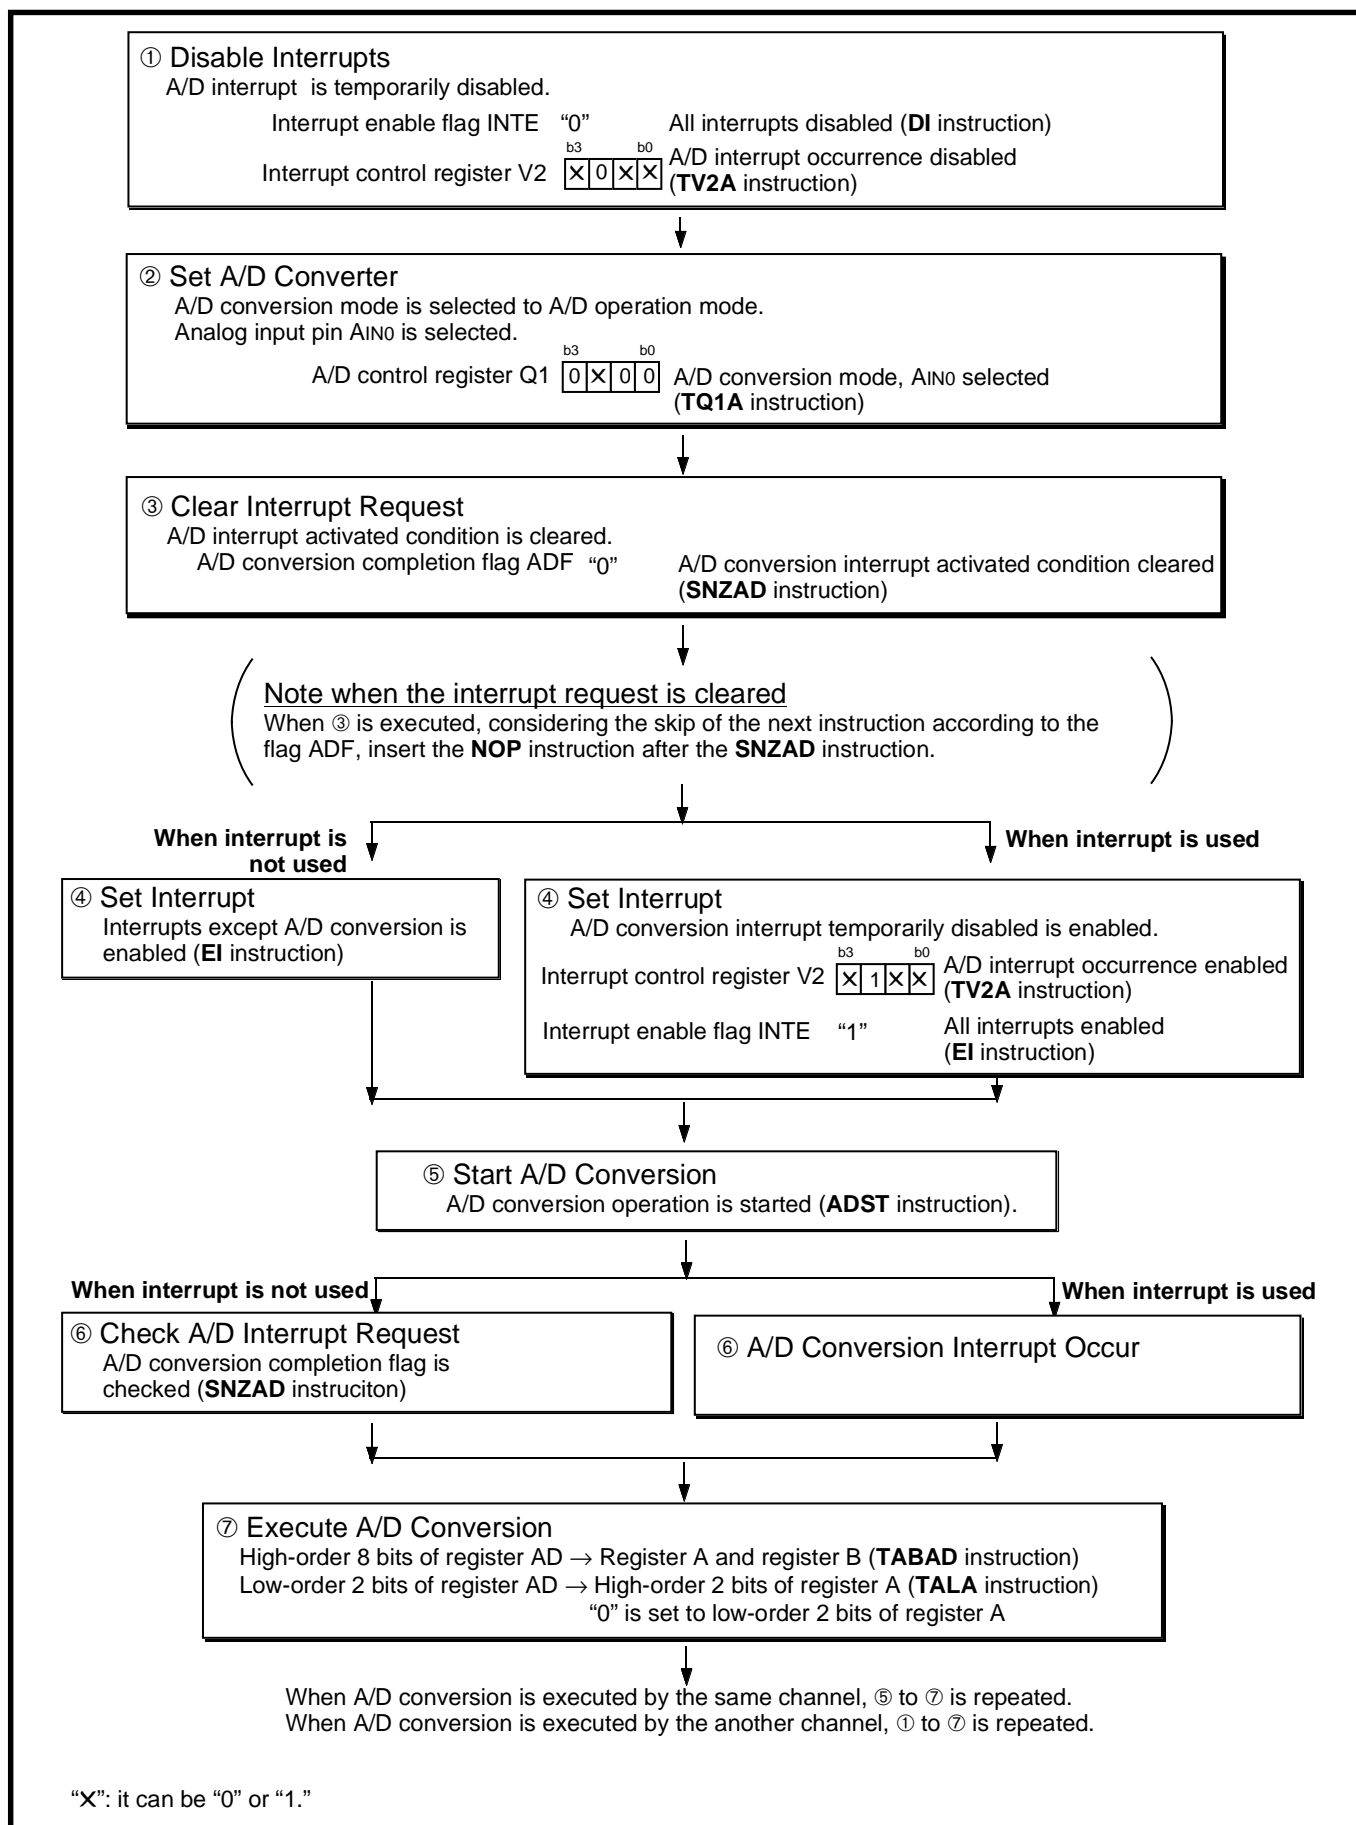 ① Disable Interrupts
A/D interrupt is temporarily disabled.
Interrupt enable flag INTE “0” All interrupts disabled (DI instruction)
b3 b0
Interrupt control register V2 X 0 X X A/D interrupt occurrence disabled
(TV2A instruction)
② Set A/D Converter
A/D conversion mode is selected to A/D operation mode.
Analog input pin AIN0 is selected.
b3 b0
A/D control register Q1 0 X 0 0 A/D conversion mode, AIN0 selected
(TQ1A instruction)
③ Clear Interrupt Request
A/D interrupt activated condition is cleared.
A/D conversion completion flag ADF “0” A/D conversion interrupt activated condition cleared
(SNZAD instruction)
Note when the interrupt request is cleared
When ③ is executed, considering the skip of the next instruction according to the
flag ADF, insert the NOP instruction after the SNZAD instruction.
When interrupt is
not used
When interrupt is used
④ Set Interrupt
Interrupts except A/D conversion is
enabled (EI instruction)
④ Set Interrupt
A/D conversion interrupt temporarily disabled is enabled.
b3 b0
Interrupt control register V2 X 1 X X A/D interrupt occurrence enabled
(TV2A instruction)
Interrupt enable flag INTE “1” All interrupts enabled
(EI instruction)
⑤ Start A/D Conversion
A/D conversion operation is started (ADST instruction).
When interrupt is not used
When interrupt is used
⑥ Check A/D Interrupt Request
A/D conversion completion flag is
checked (SNZAD instruciton)
⑥ A/D Conversion Interrupt Occur
⑦ Execute A/D Conversion
High-order 8 bits of register AD → Register A and register B (TABAD instruction)
Low-order 2 bits of register AD → High-order 2 bits of register A (TALA instruction)
“0” is set to low-order 2 bits of register A
When A/D conversion is executed by the same channel, ⑤ to ⑦ is repeated.
When A/D conversion is executed by the another channel, ① to ⑦ is repeated.
“X”: it can be “0” or “1.”